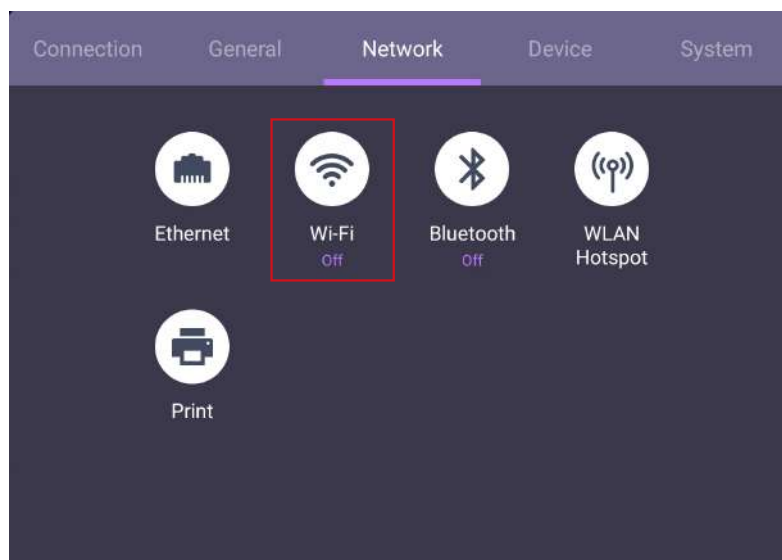 Connection General Network Device System
Ethernet Wi-Fi Bluetooth WLAN
Off Off Hotspot
Print